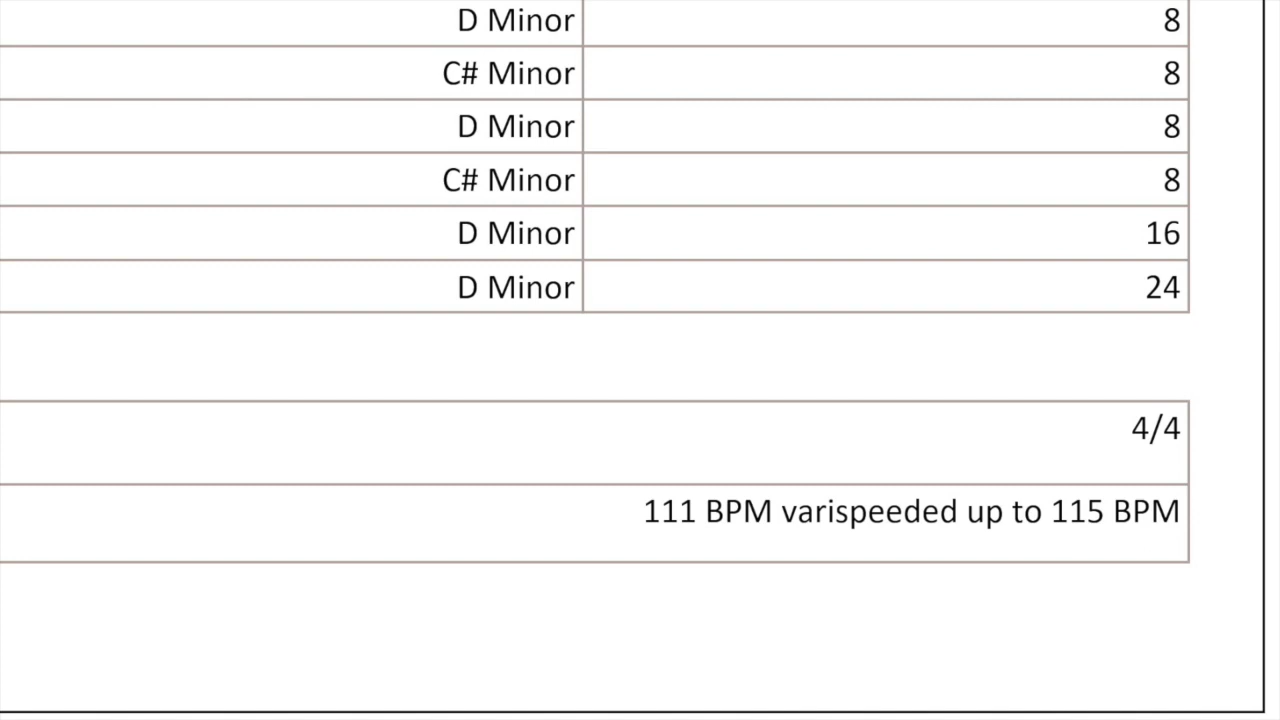 D Minor 8
C# Minor 8
D Minor 8
C# Minor 8
D Minor 16
D Minor 24
4/4
111 BPM varispeeded up to 115 BPM